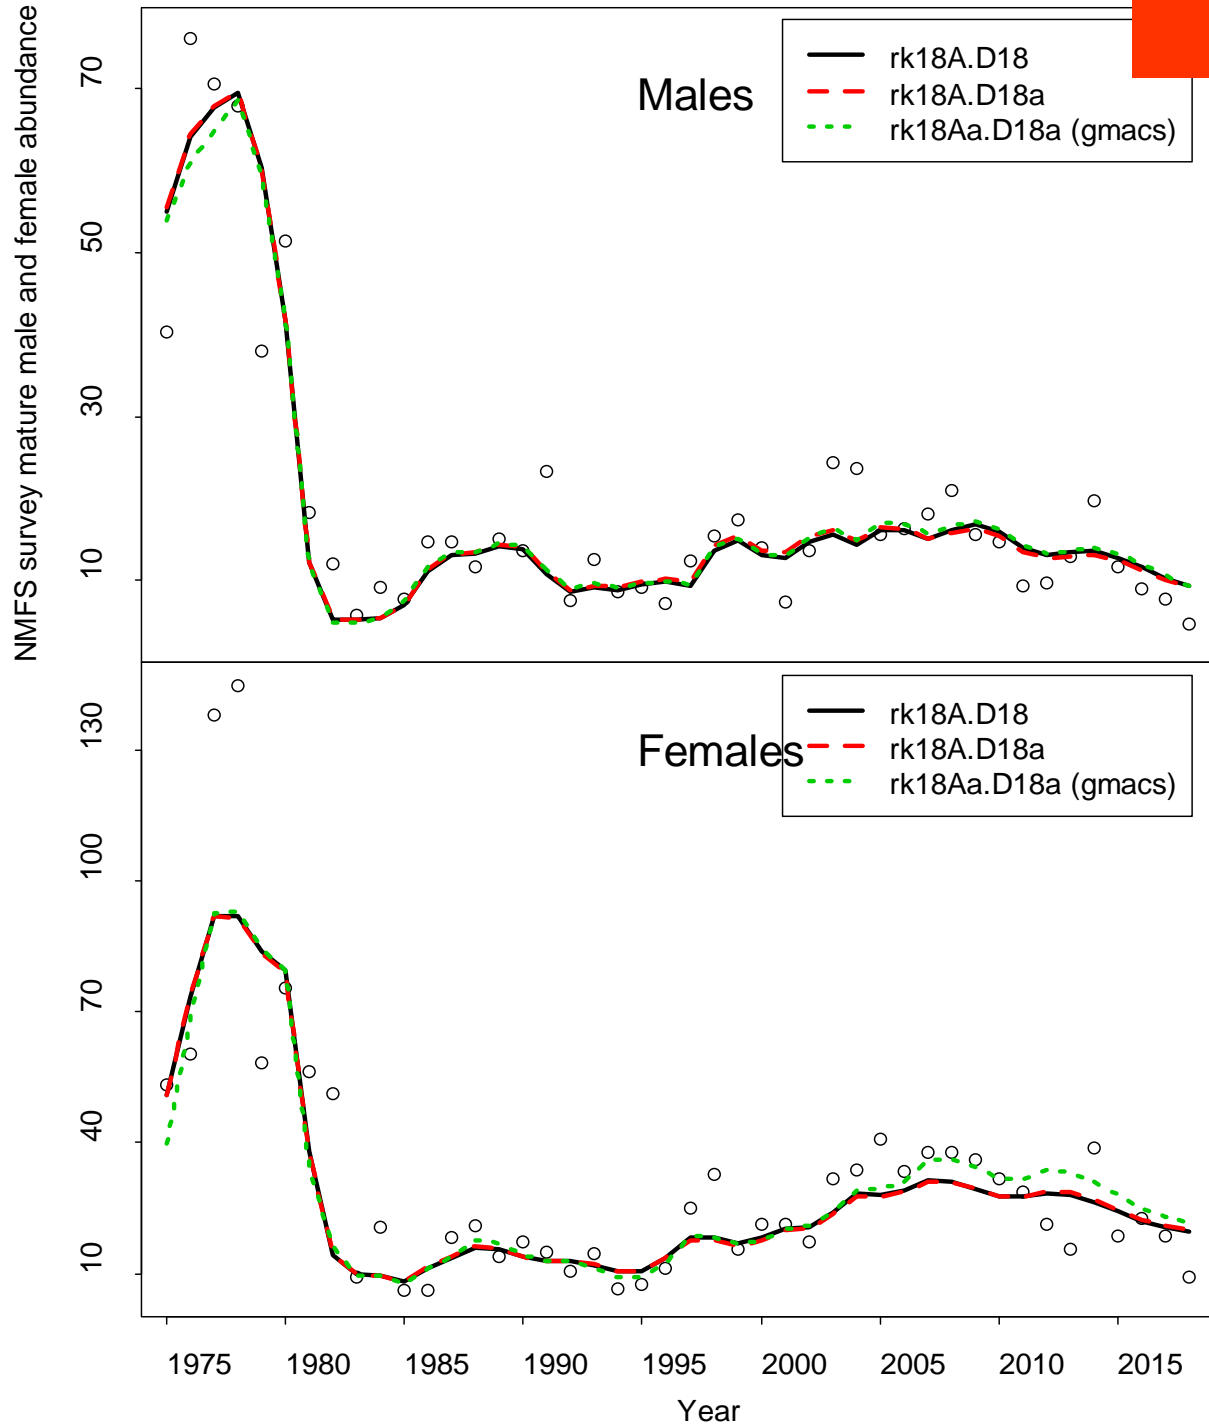 NMFS survey mature male and female abundance
70
50
30
10
Males
rk18A.D18
rk18A.D18a
rk18Aa.D18a (gmacs)
130
100
70
40
10
Females
rk18A.D18
rk18A.D18a
rk18Aa.D18a (gmacs)
1975 1980 1985 1990 1995 2000 2005 2010 2015
Year